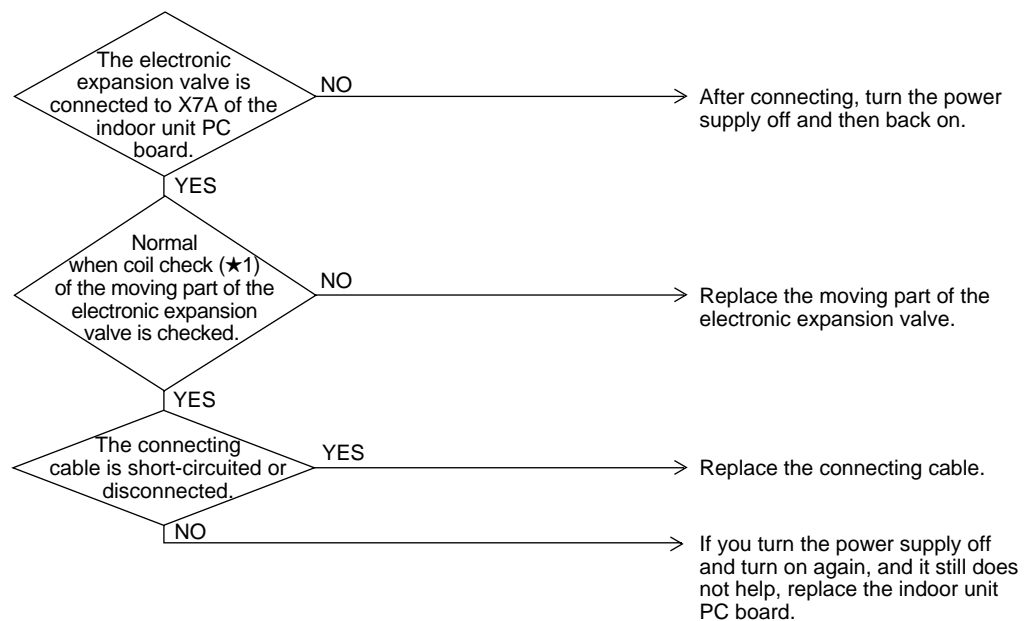 The electronic
expansion valve is
connected to X7A of the
indoor unit PC
board.
NO
After connecting, turn the power
supply off and then back on.
YES
Normal
when coil check (★1)
of the moving part of the
electronic expansion
valve is checked.
NO
Replace the moving part of the
electronic expansion valve.
YES
The connecting
cable is short-circuited or
disconnected.
YES
Replace the connecting cable.
NO
If you turn the power supply off
and turn on again, and it still does
not help, replace the indoor unit
PC board.